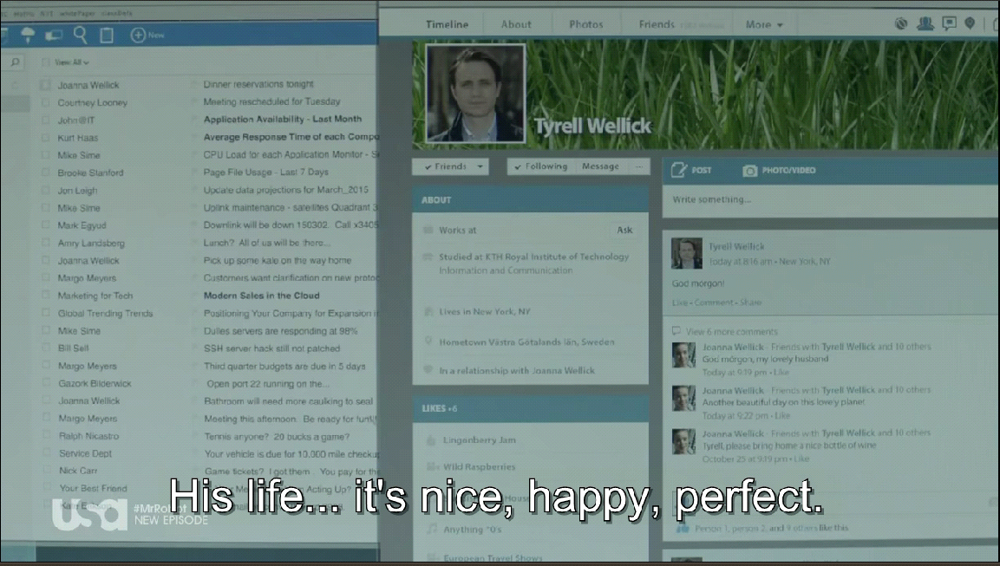 View All
Joanna Wellick Dinner reservations tonight
Courtney Looney Meeting rescheduled for Tuesday
John@IT Application Availability - Last Month
Kurt Haas Average Response Time of each Compo
Mike Sime CPU Load for each Application Monitor - S
Brooke Stanford Page File Usage - Last 7 Days
Jon Leigh Update data projections for March_2015
Mike Sime Uplink maintenance - satellites Quadrant 3
Mark Egyud Downlink will be down 150302. Call x3405
Amry Landsberg Lunch? All of us will be there...
Joanna Wellick Pick up some kale on the way home
Margo Meyers Customers want clarification on new protoc
Marketing for Tech Modern Sales in the Cloud
Global Trending Trends Positioning Your Company for Expansion i
Mike Sime Dulles servers are responding at 98%
Bill Sell SSH server hack still not patched
Margo Meyers Third quarter budgets are due in 5 days
Gazork Bilderwick Open port 22 running on the...
Joanna Wellick Bathroom will need more caulking to seal
Margo Meyers Meeting this afternoon. Be ready for fun!
Ralph Nicastro Tennis anyone? 20 bucks a game?
Service Dept Your vehicle is due for 10,000 mile checkup
Nick Carr Game tickets? I got them. You pay for the
Your Best Friend Acting Up?
New
Timeline About Photos Friends More
Tyrell Wellick
Friends Following Message ...
ABOUT
Works at Ask
Studied at KTH Royal Institute of Technology
Information and Communication
Lives in New York, NY
Hometown Västra Götalands län, Sweden
In a relationship with Joanna Wellick
LIKES •6
Lingenberry Jam
Wild Raspberries
House
Anything "0's
European Travel Shows
POST PHOTO/VIDEO
Write something...
Tyrell Wellick
Today at 8:16 am • New York, NY
God morgon!
Like • Comment • Share
View 6 more comments
Joanna Wellick - Friends with Tyrell Wellick and 10 others
God morgon, my lovely husband
Today at 9:19 pm • Like
Joanna Wellick - Friends with Tyrell Wellick and 10 others
Another beautiful day on this lovely planet
Today at 9:22 pm • Like
Joanna Wellick - Friends with Tyrell Wellick and 10 others
Tyrell, please bring home a nice bottle of wine
October 25 at 9:19 pm • Like
Person 1, person 2, and 9 others like this
His life... it's nice, happy, perfect.
usa #MrRobot
NEW EPISODE